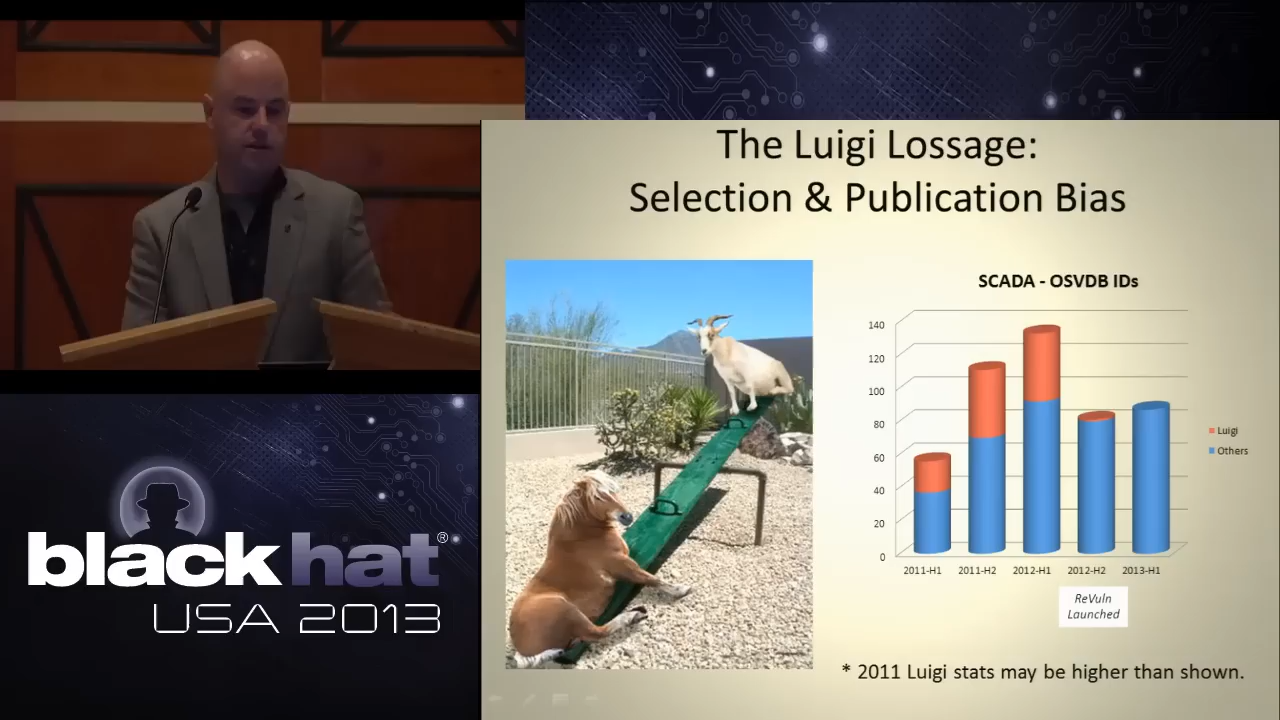 The Luigi Lossage:
Selection & Publication Bias
SCADA - OSVDB IDs
140
120
100
80
60
40
20
0
2011-H1 2011-H2 2012-H1 2012-H2 2013-H1
Luigi
Others
ReVuln
Launched
* 2011 Luigi stats may be higher than shown.
black hat®
USA 2013